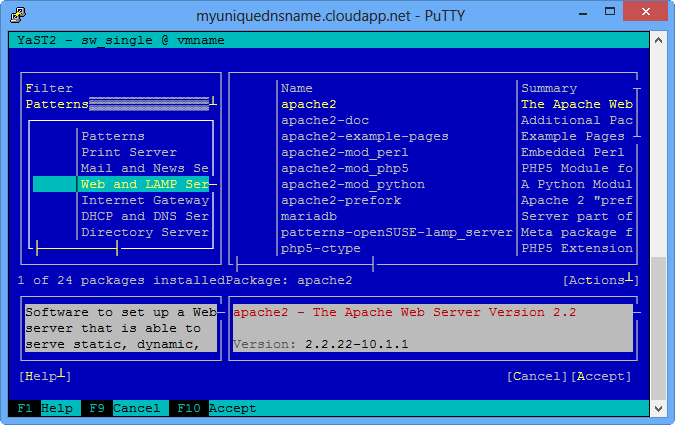 myuniquednsname.cloudapp.net - PuTTY
YaST2 - sw_single @ vmname
Filter
Patterns
Patterns
Print Server
Mail and News Se
Web and LAMP Ser
Internet Gateway
DHCP and DNS Ser
Directory Server
Name Summary
apache2 The Apache Web
apache2-doc Additional Pac
apache2-example-pages Example Pages
apache2-mod_perl Embedded Perl
apache2-mod_php5 PHP5 Module fo
apache2-mod_python A Python Modul
apache2-prefork Apache 2 "pref
mariadb Server part of
patterns-openSUSE-lamp_server Meta package f
php5-ctype PHP5 Extension
1 of 24 packages installedPackage: apache2 [Actions]
Software to set up a Web
server that is able to
serve static, dynamic,
apache2 - The Apache Web Server Version 2.2
Version: 2.2.22-10.1.1
[Help] [Cancel][Accept]
F1 Help F9 Cancel F10 Accept